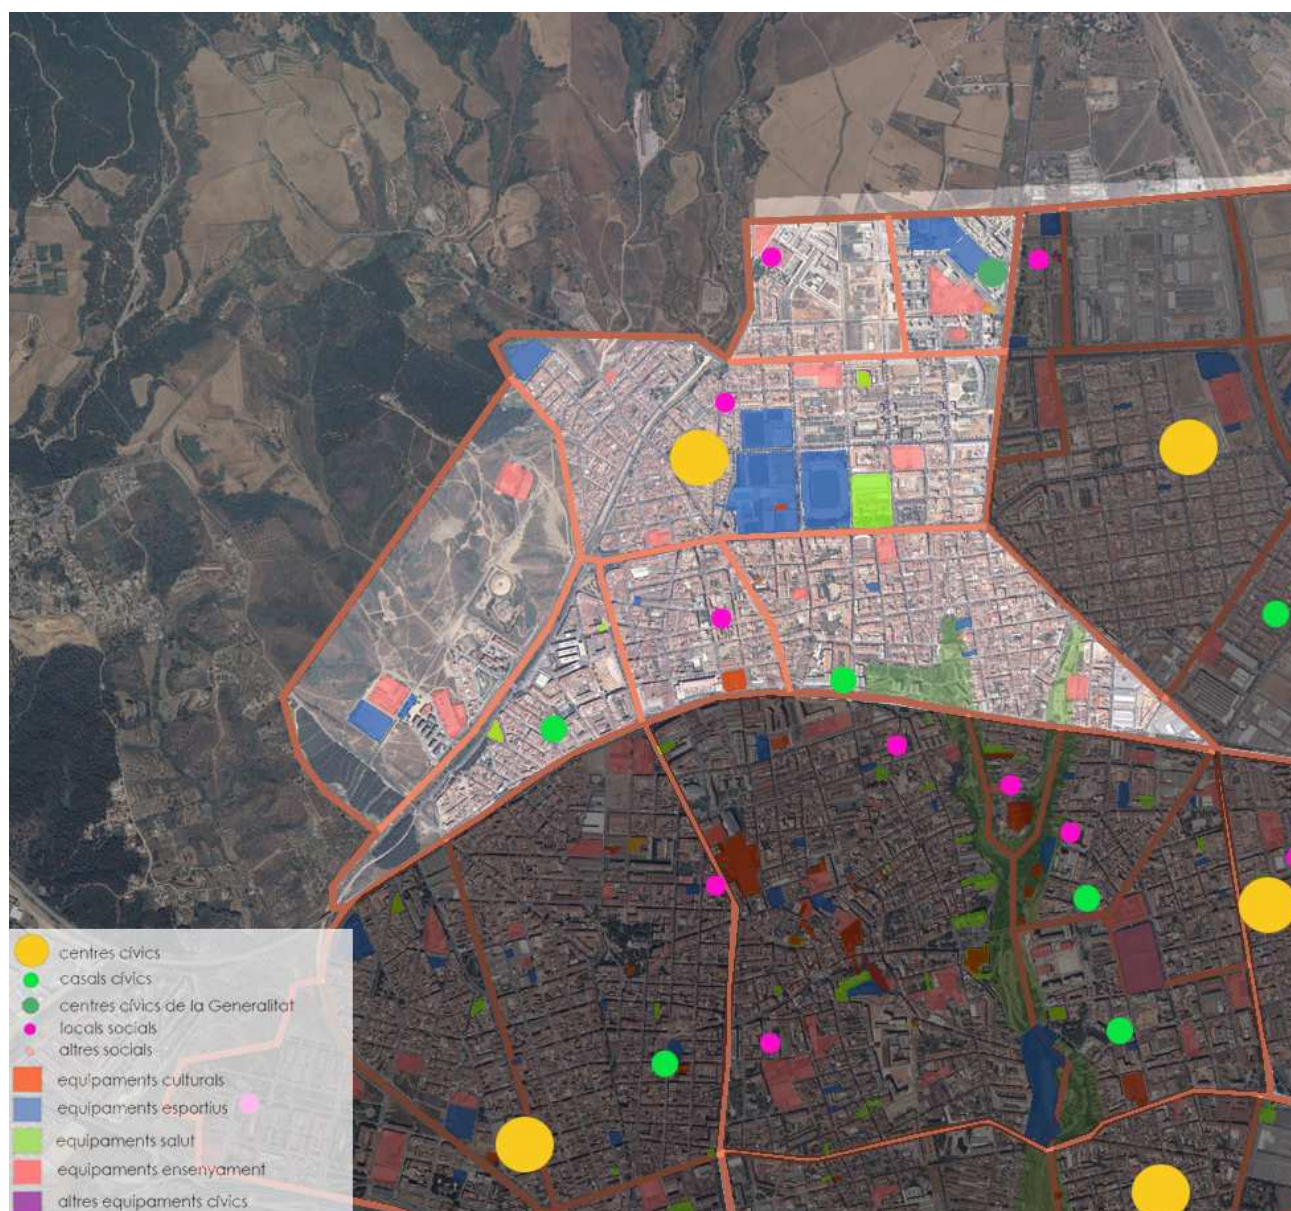 centres cívics
casals cívics
centres cívics de la Generalitat
locals socials
altres socials
equipaments culturals
equipaments esportius
equipaments salut
equipaments ensenyament
altres equipaments cívics